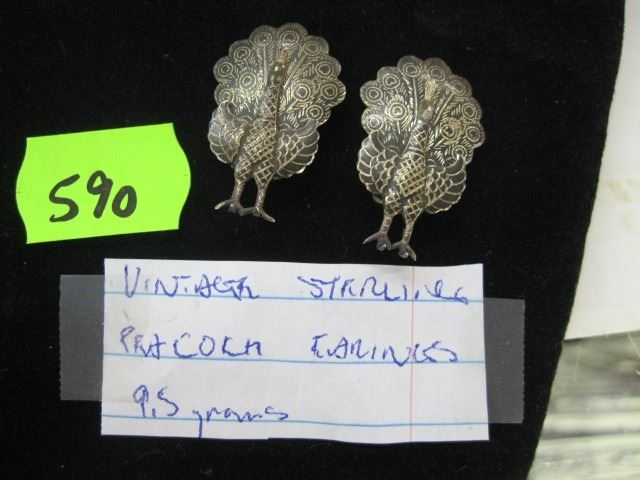 590
VINTAGE STERLING
PEACOCK EARINGS
9.5 grams